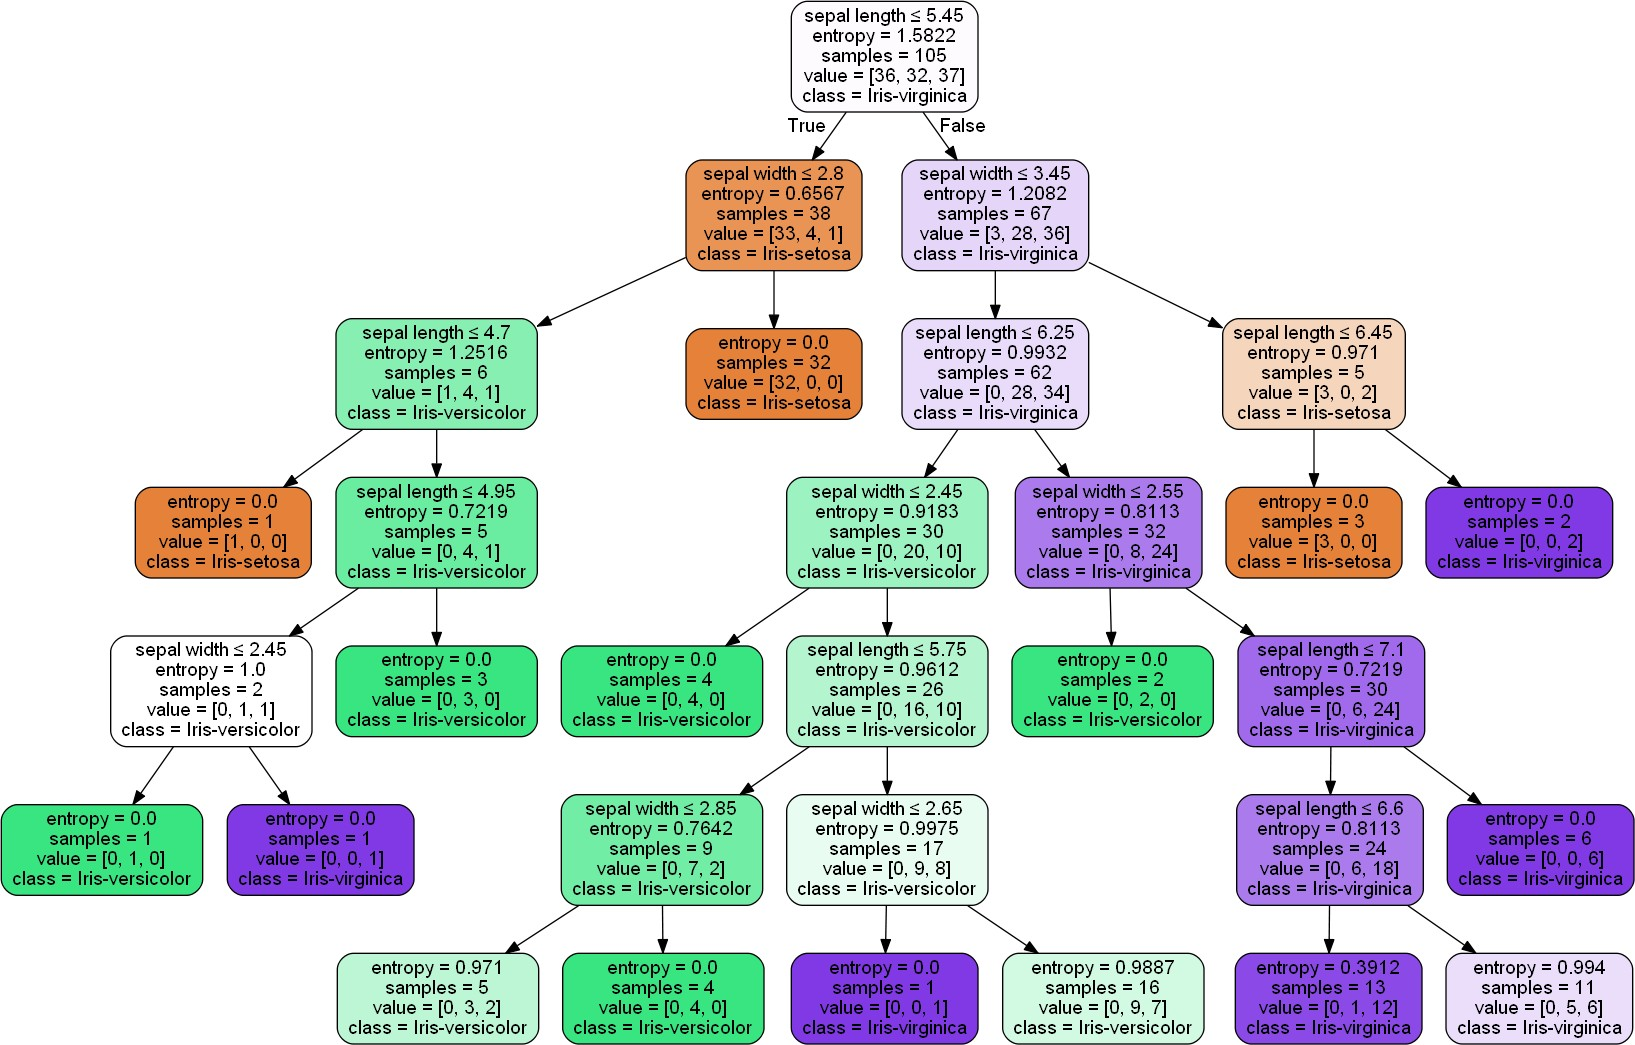 sepal length ≤ 5.45
entropy = 1.5822
samples = 105
value = [36, 32, 37]
class = Iris-virginica
True
False
sepal width ≤ 2.8
entropy = 0.6567
samples = 38
value = [33, 4, 1]
class = Iris-setosa
sepal width ≤ 3.45
entropy = 1.2082
samples = 67
value = [3, 28, 36]
class = Iris-virginica
sepal length ≤ 4.7
entropy = 1.2516
samples = 6
value = [1, 4, 1]
class = Iris-versicolor
entropy = 0.0
samples = 32
value = [32, 0, 0]
class = Iris-setosa
sepal length ≤ 6.25
entropy = 0.9932
samples = 62
value = [0, 28, 34]
class = Iris-virginica
sepal length ≤ 6.45
entropy = 0.971
samples = 5
value = [3, 0, 2]
class = Iris-setosa
entropy = 0.0
samples = 1
value = [1, 0, 0]
class = Iris-setosa
sepal length ≤ 4.95
entropy = 0.7219
samples = 5
value = [0, 4, 1]
class = Iris-versicolor
sepal width ≤ 2.45
entropy = 0.9183
samples = 30
value = [0, 20, 10]
class = Iris-versicolor
sepal width ≤ 2.55
entropy = 0.8113
samples = 32
value = [0, 8, 24]
class = Iris-virginica
entropy = 0.0
samples = 3
value = [3, 0, 0]
class = Iris-setosa
entropy = 0.0
samples = 2
value = [0, 0, 2]
class = Iris-virginica
sepal width ≤ 2.45
entropy = 1.0
samples = 2
value = [0, 1, 1]
class = Iris-versicolor
entropy = 0.0
samples = 3
value = [0, 3, 0]
class = Iris-versicolor
entropy = 0.0
samples = 4
value = [0, 4, 0]
class = Iris-versicolor
sepal length ≤ 5.75
entropy = 0.9612
samples = 26
value = [0, 16, 10]
class = Iris-versicolor
entropy = 0.0
samples = 2
value = [0, 2, 0]
class = Iris-versicolor
sepal length ≤ 7.1
entropy = 0.7219
samples = 30
value = [0, 6, 24]
class = Iris-virginica
entropy = 0.0
samples = 1
value = [0, 1, 0]
class = Iris-versicolor
entropy = 0.0
samples = 1
value = [0, 0, 1]
class = Iris-virginica
sepal width ≤ 2.85
entropy = 0.7642
samples = 9
value = [0, 7, 2]
class = Iris-versicolor
sepal width ≤ 2.65
entropy = 0.9975
samples = 17
value = [0, 9, 8]
class = Iris-versicolor
sepal length ≤ 6.6
entropy = 0.8113
samples = 24
value = [0, 6, 18]
class = Iris-virginica
entropy = 0.0
samples = 6
value = [0, 0, 6]
class = Iris-virginica
entropy = 0.971
samples = 5
value = [0, 3, 2]
class = Iris-versicolor
entropy = 0.0
samples = 4
value = [0, 4, 0]
class = Iris-versicolor
entropy = 0.0
samples = 1
value = [0, 0, 1]
class = Iris-virginica
entropy = 0.9887
samples = 16
value = [0, 9, 7]
class = Iris-versicolor
entropy = 0.3912
samples = 13
value = [0, 1, 12]
class = Iris-virginica
entropy = 0.994
samples = 11
value = [0, 5, 6]
class = Iris-virginica